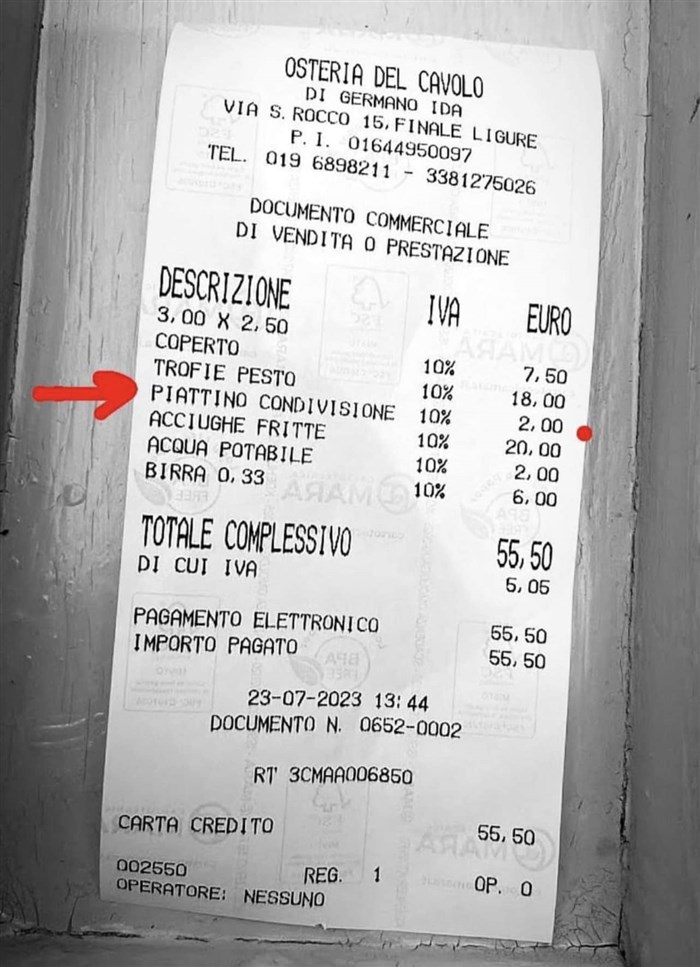 OSTERIA DEL CAVOLO
DI GERMANO IDA
VIA S. ROCCO 15, FINALE LIGURE
P. I. 01644950097
TEL. 019 6898211 - 3381275026
DOCUMENTO COMMERCIALE
DI VENDITA O PRESTAZIONE
DESCRIZIONE IVA EURO
3,00 X 2,50
COPERTO 10% 7,50
TROFIE PESTO 10% 18,00
PIATTINO CONDIVISIONE 10% 2,00
ACCIUGHE FRITTE 10% 20,00
ACQUA POTABILE 10% 2,00
BIRRA 0,33 10% 6,00
TOTALE COMPLESSIVO 55,50
DI CUI IVA 5,05
PAGAMENTO ELETTRONICO 55,50
IMPORTO PAGATO 55,50
23-07-2023 13:44
DOCUMENTO N. 0652-0002
RT 3CMAA006850
CARTA CREDITO 55,50
002550 REG. 1 OP. 0
OPERATORE: NESSUNO